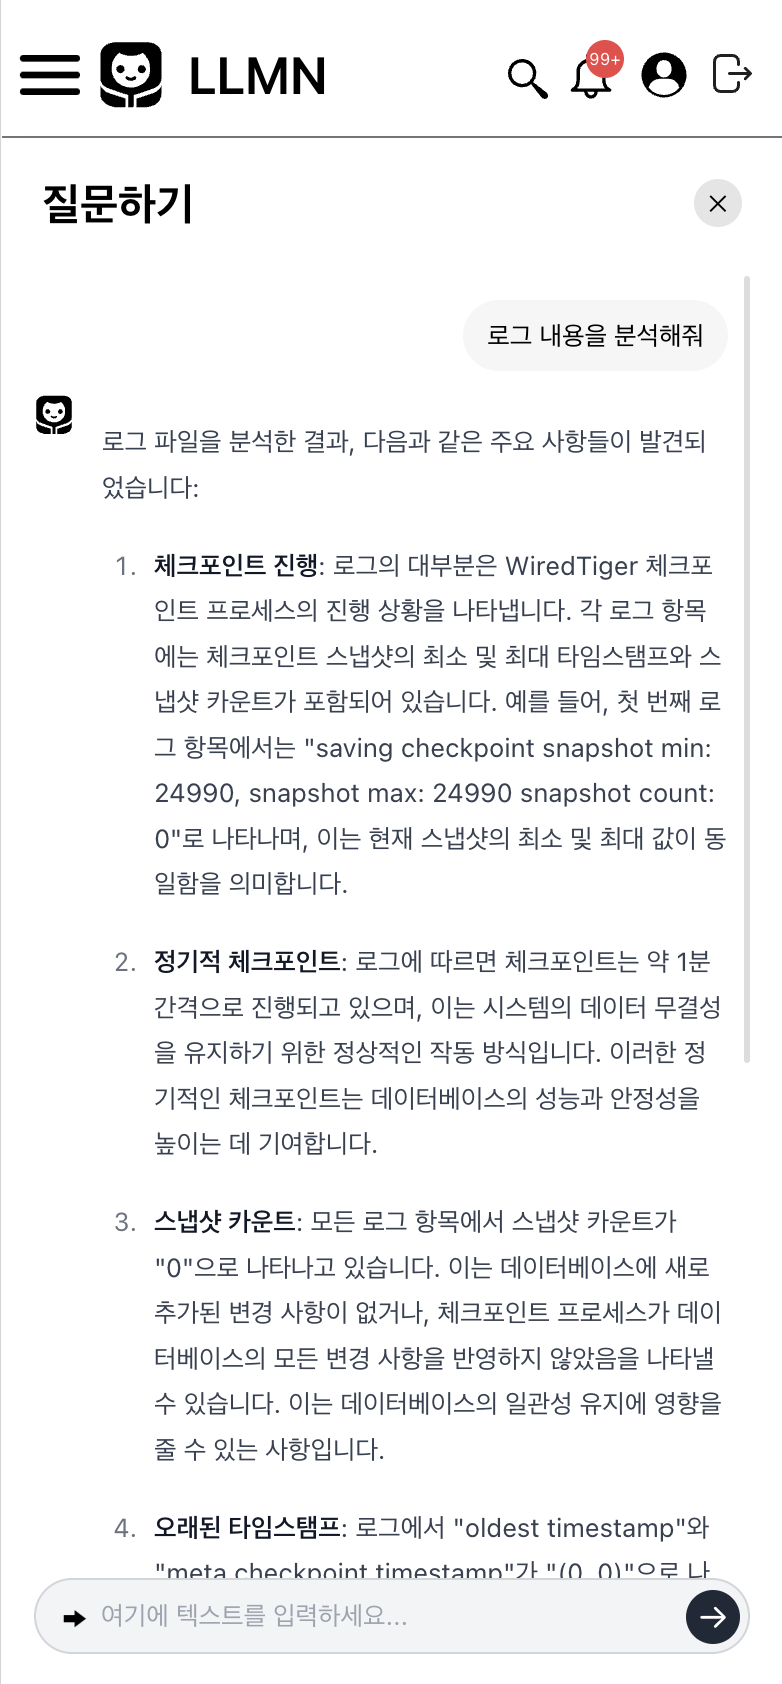 LLMN
99+
질문하기
로그 내용을 분석해줘
로그 파일을 분석한 결과, 다음과 같은 주요 사항들이 발견되
었습니다:
1. 체크포인트 진행: 로그의 대부분은 WiredTiger 체크포
인트 프로세스의 진행 상황을 나타냅니다. 각 로그 항목
에는 체크포인트 스냅샷의 최소 및 최대 타임스탬프와 스
냅샷 카운트가 포함되어 있습니다. 예를 들어, 첫 번째 로
그 항목에서는 "saving checkpoint snapshot min:
24990, snapshot max: 24990 snapshot count:
0"로 나타나며, 이는 현재 스냅샷의 최소 및 최대 값이 동
일함을 의미합니다.
2. 정기적 체크포인트: 로그에 따르면 체크포인트는 약 1분
간격으로 진행되고 있으며, 이는 시스템의 데이터 무결성
을 유지하기 위한 정상적인 작동 방식입니다. 이러한 정
기적인 체크포인트는 데이터베이스의 성능과 안정성을
높이는 데 기여합니다.
3. 스냅샷 카운트: 모든 로그 항목에서 스냅샷 카운트가
"0"으로 나타나고 있습니다. 이는 데이터베이스에 새로
추가된 변경 사항이 없거나, 체크포인트 프로세스가 데이
터베이스의 모든 변경 사항을 반영하지 않았음을 나타낼
수 있습니다. 이는 데이터베이스의 일관성 유지에 영향을
줄 수 있는 사항입니다.
4. 오래된 타임스탬프: 로그에서 "oldest timestamp"와
"meta checkpoint timestamp"가 "(0, 0)"으로 나
여기에 텍스트를 입력하세요...